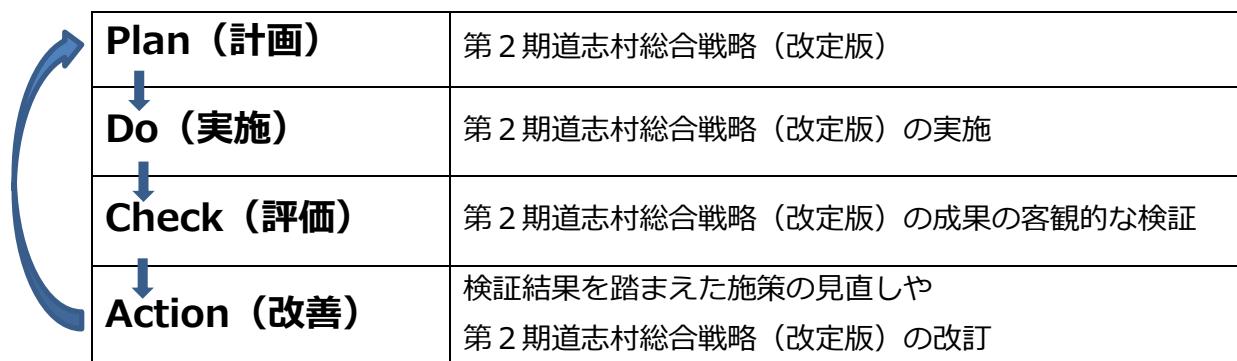 Plan（計画）
第２期道志村総合戦略（改定版）
Do（実施）
第２期道志村総合戦略（改定版）の実施
Check（評価）
第２期道志村総合戦略（改定版）の成果の客観的な検証
Action（改善）
検証結果を踏まえた施策の見直しや
第２期道志村総合戦略（改定版）の改訂